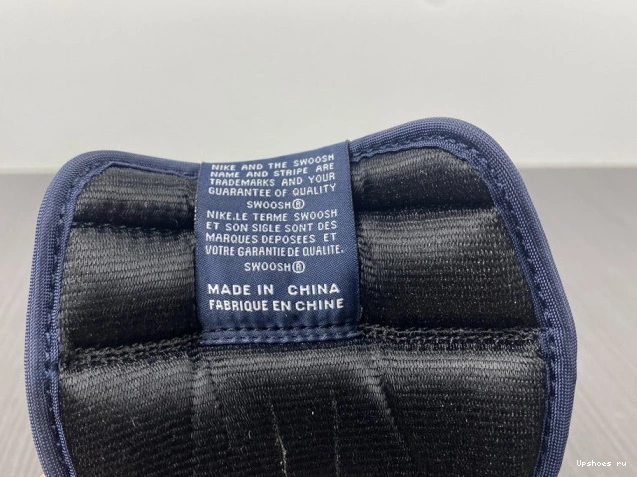 NIKE AND THE SWOOSH
NAME AND STRIPE ARE
TRADEMARKS AND YOUR
GUARANTEE OF QUALITY
SWOOSH®
NIKE.LE TERME SWOOSH
ET SON SIGLE SONT DES
MARQUES DEPOSEES ET
VOTRE GARANTIE DE QUALITE.
SWOOSH®
MADE IN CHINA
FABRIQUE EN CHINE
Upshoes ru